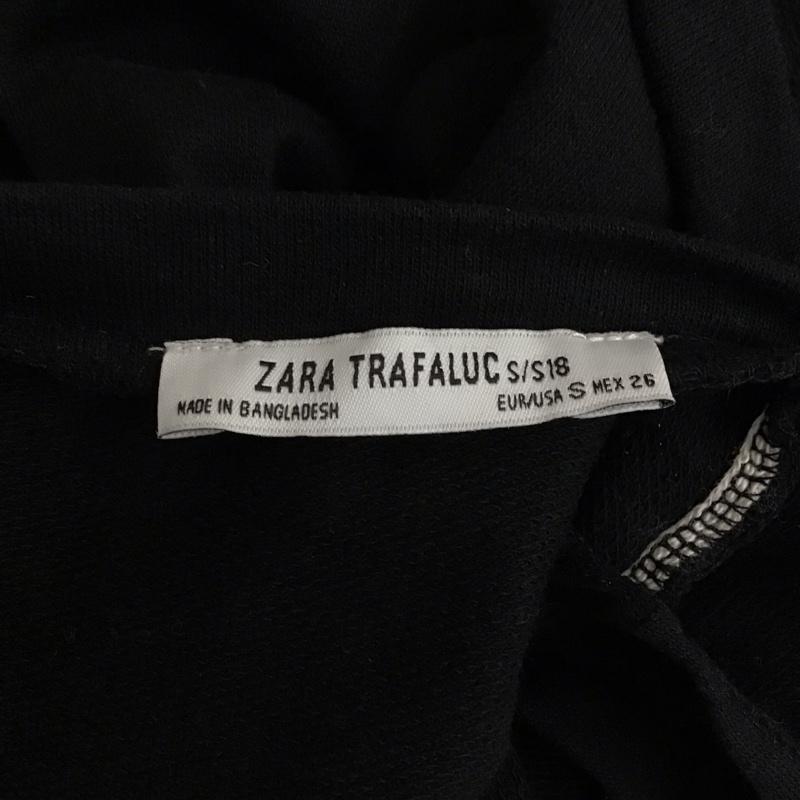 ZARA TRAFALUC S/S18
MADE IN BANGLADESH EUR/USA S MEX 26